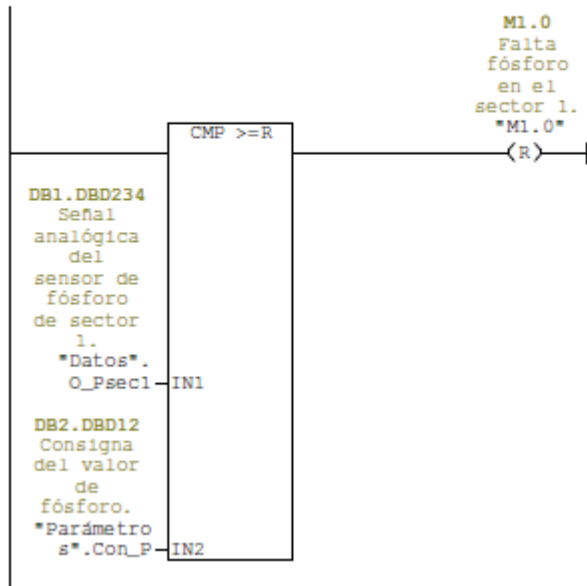 M1.0
Falta
fósforo
en el
sector 1.
"M1.0"
CMP >=R
R
DB1.DBD234
Señal
analógica
del
sensor de
fósforo
de sector
1.
"Datos".
O_Psec1
IN1
DB2.DBD12
Consigna
del valor
de
fósforo.
"Parámetro
s".Con_P
IN2